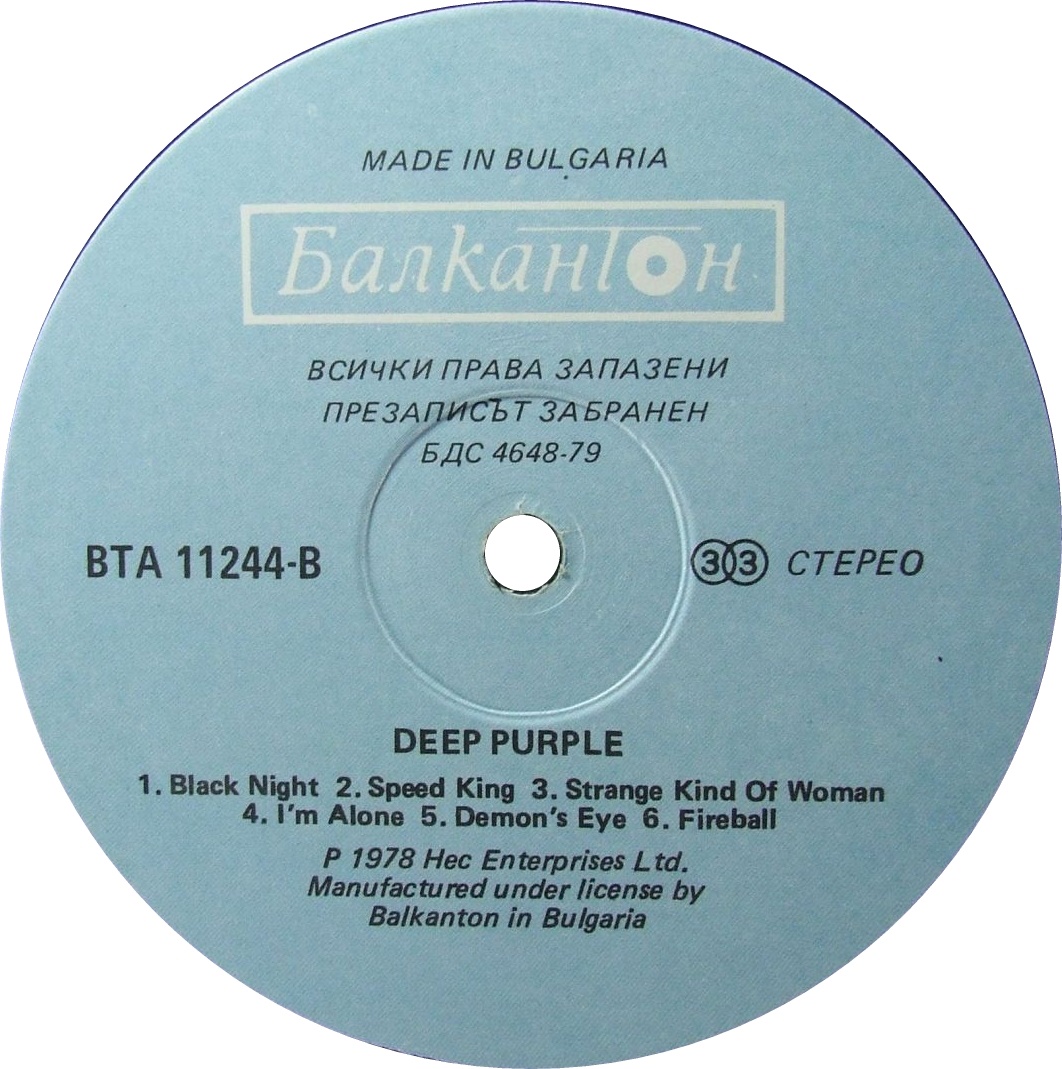 MADE IN BULGARIA
Балкантон
ВСИЧКИ ПРАВА ЗАПАЗЕНИ
ПРЕЗАПИСЪТ ЗАБРАНЕН
БДС 4648-79
ВТА 11244-В
33 СТЕРЕО
DEEP PURPLE
1. Black Night 2. Speed King 3. Strange Kind Of Woman
4. I'm Alone 5. Demon's Eye 6. Fireball
P 1978 Hec Enterprises Ltd.
Manufactured under license by
Balkanton in Bulgaria